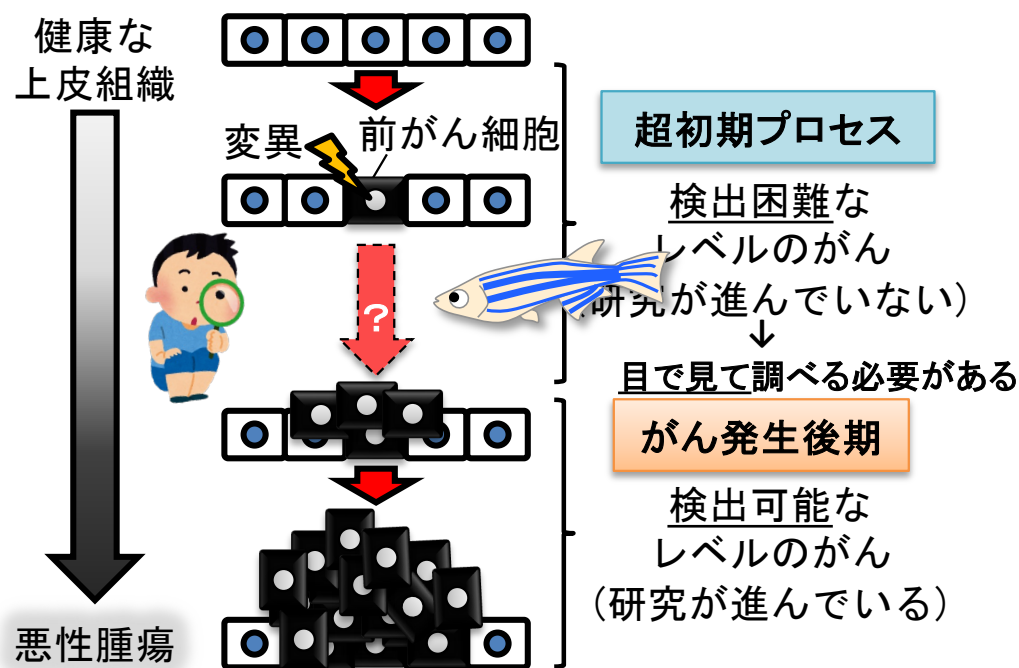 健康な
上皮組織
変異
前がん細胞
超初期プロセス
検出困難な
レベルのがん
(研究が進んでいない)
↓
目で見て調べる必要がある
?
がん発生後期
検出可能な
レベルのがん
(研究が進んでいる)
悪性腫瘍